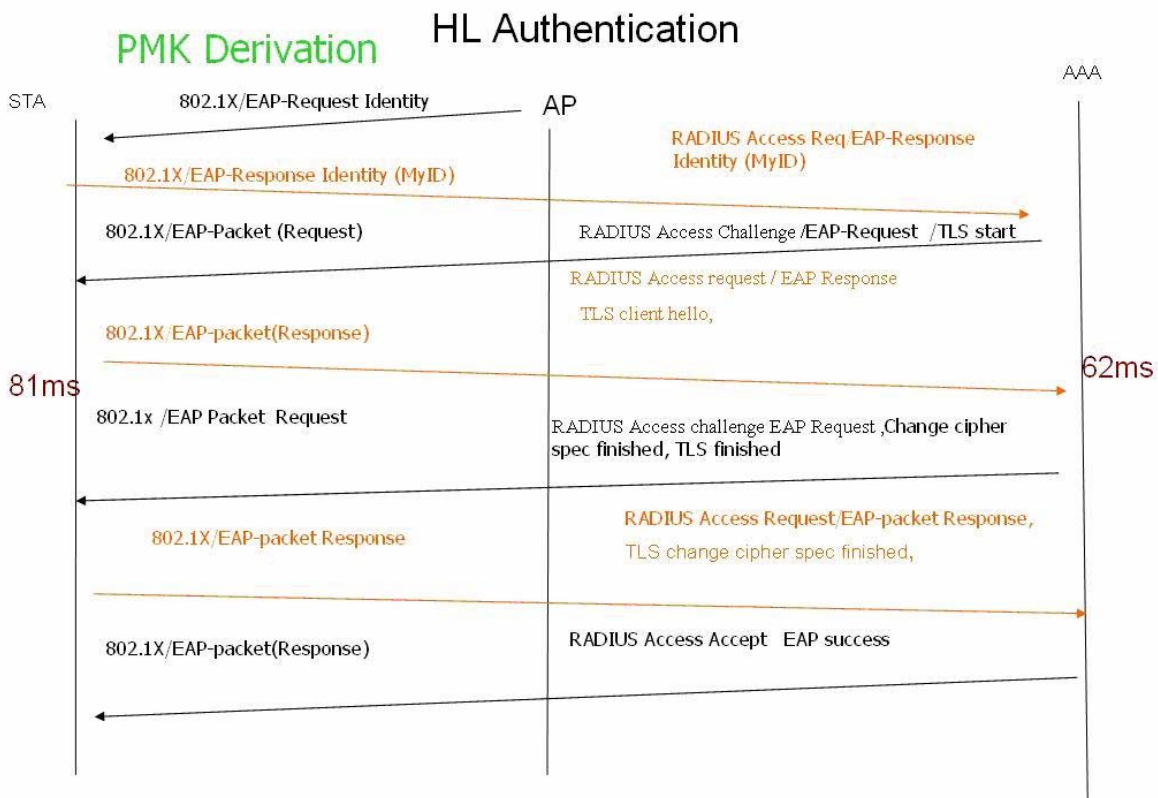 HL Authentication
PMK Derivation
AAA
STA
802.1X/EAP-Request Identity
AP
RADIUS Access Req/EAP-Response
Identity (MyID)
802.1X/EAP-Response Identity (MyID)
802.1X/EAP-Packet (Request)
RADIUS Access Challenge /EAP-Request /TLS start
RADIUS Access request / EAP Response
TLS client hello,
802.1X/EAP-packet(Response)
81ms
62ms
802.1x /EAP Packet Request
RADIUS Access challenge EAP Request ,Change cipher
spec finished, TLS finished
RADIUS Access Request/EAP-packet Response,
802.1X/EAP-packet Response
TLS change cipher spec finished,
RADIUS Access Accept EAP success
802.1X/EAP-packet(Response)